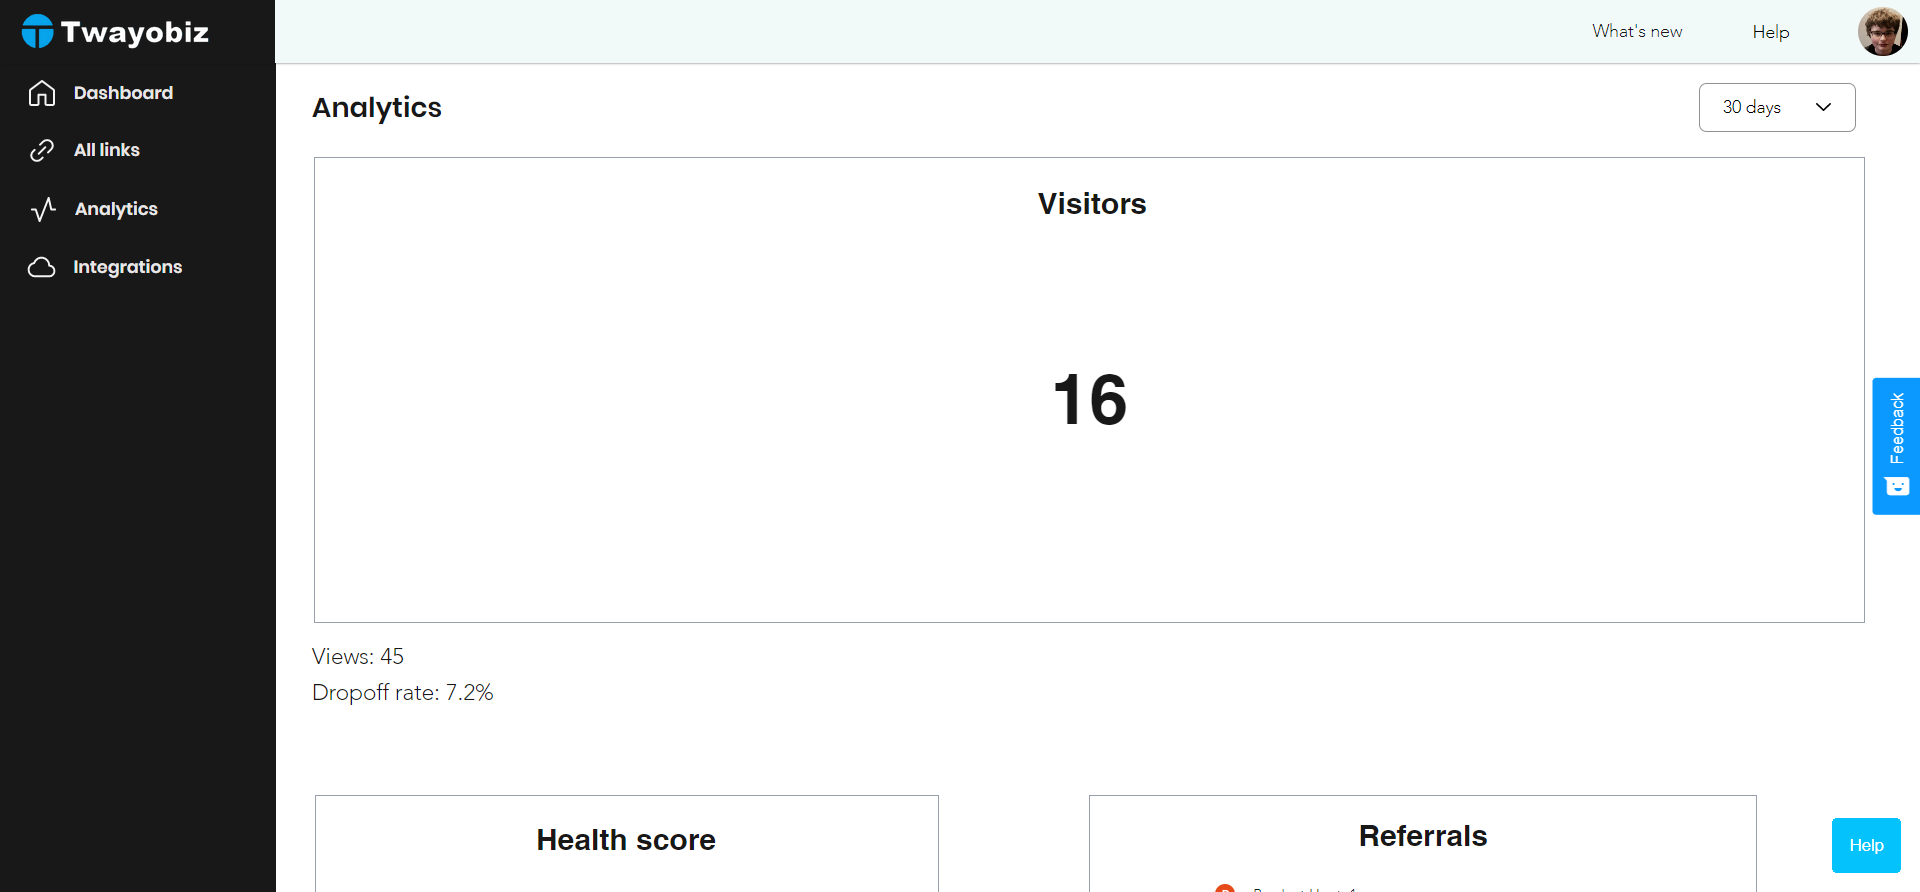 Twayobiz
What's new
Help
Dashboard
All links
Analytics
Integrations
Analytics
30 days
Visitors
16
Feedback
Views: 45
Dropoff rate: 7.2%
Health score
Referrals
Help